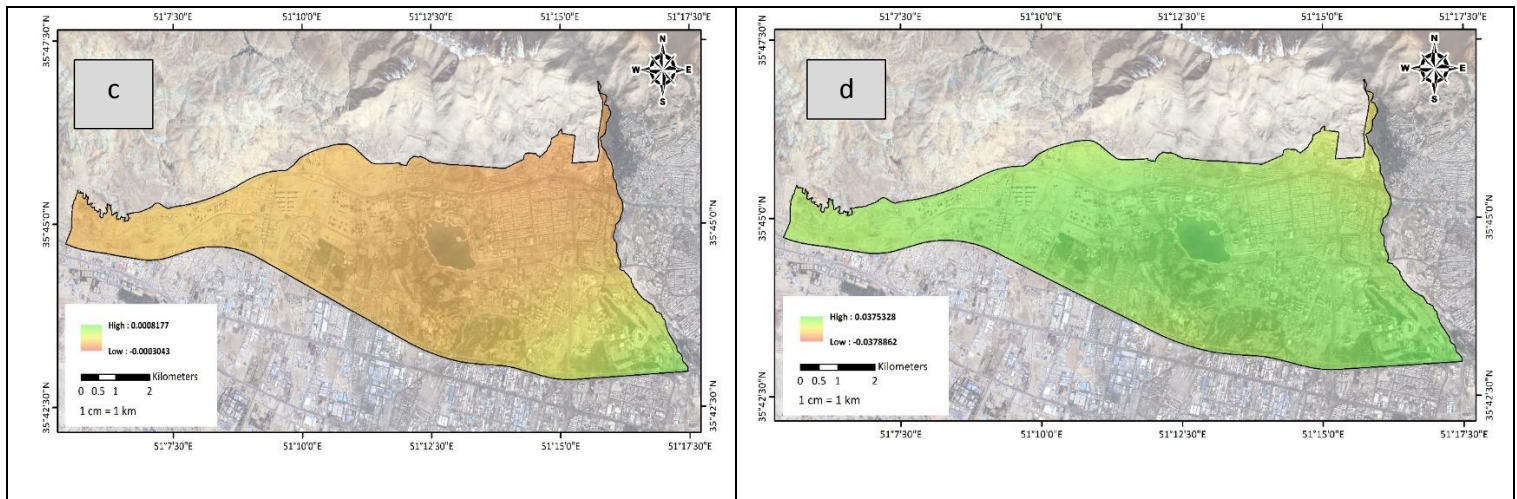 51°7'30"E 51°10'0"E 51°12'30"E 51°15'0"E 51°17'30"E
35°47'30"N
35°45'0"N
35°42'30"N
c
N
W E
S
High : 0.0008177
Low : -0.0003043
Kilometers
0 0.5 1 2
1 cm = 1 km
35°47'30"N
35°45'0"N
35°42'30"N
51°7'30"E 51°10'0"E 51°12'30"E 51°15'0"E 51°17'30"E
51°7'30"E 51°10'0"E 51°12'30"E 51°15'0"E 51°17'30"E
35°47'30"N
35°45'0"N
35°42'30"N
d
N
W E
S
High : 0.0375328
Low : -0.0378862
Kilometers
0 0.5 1 2
1 cm = 1 km
35°47'30"N
35°45'0"N
35°42'30"N
51°7'30"E 51°10'0"E 51°12'30"E 51°15'0"E 51°17'30"E